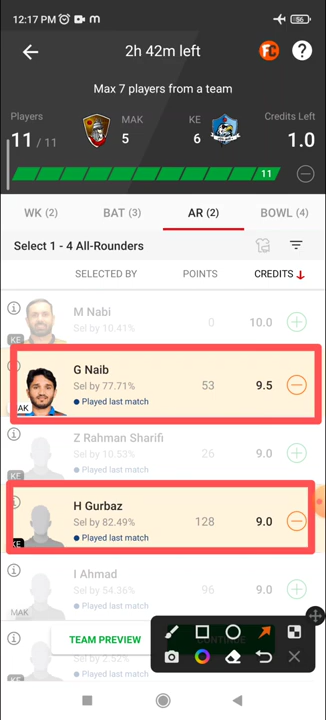 12:17 PM
56
2h 42m left
FC
?
Max 7 players from a team
Players
MAK
KE
Credits Left
11 / 11
5
6
1.0
11
WK (2)
BAT (3)
AR (2)
BOWL (4)
Select 1 - 4 All-Rounders
SELECTED BY
POINTS
CREDITS
M Nabi
Sel by 10.41%
0
10.0
KE
G Naib
Sel by 77.71%
53
9.5
Played last match
MAK
Z Rahman Sharifi
Sel by 10.53%
26
9.0
Played last match
KE
H Gurbaz
Sel by 82.49%
128
9.0
Played last match
KE
I Ahmad
Sel by 54.36%
96
9.0
Played last match
MAK
TEAM PREVIEW
Sel by 2.52%
Played last match
KE